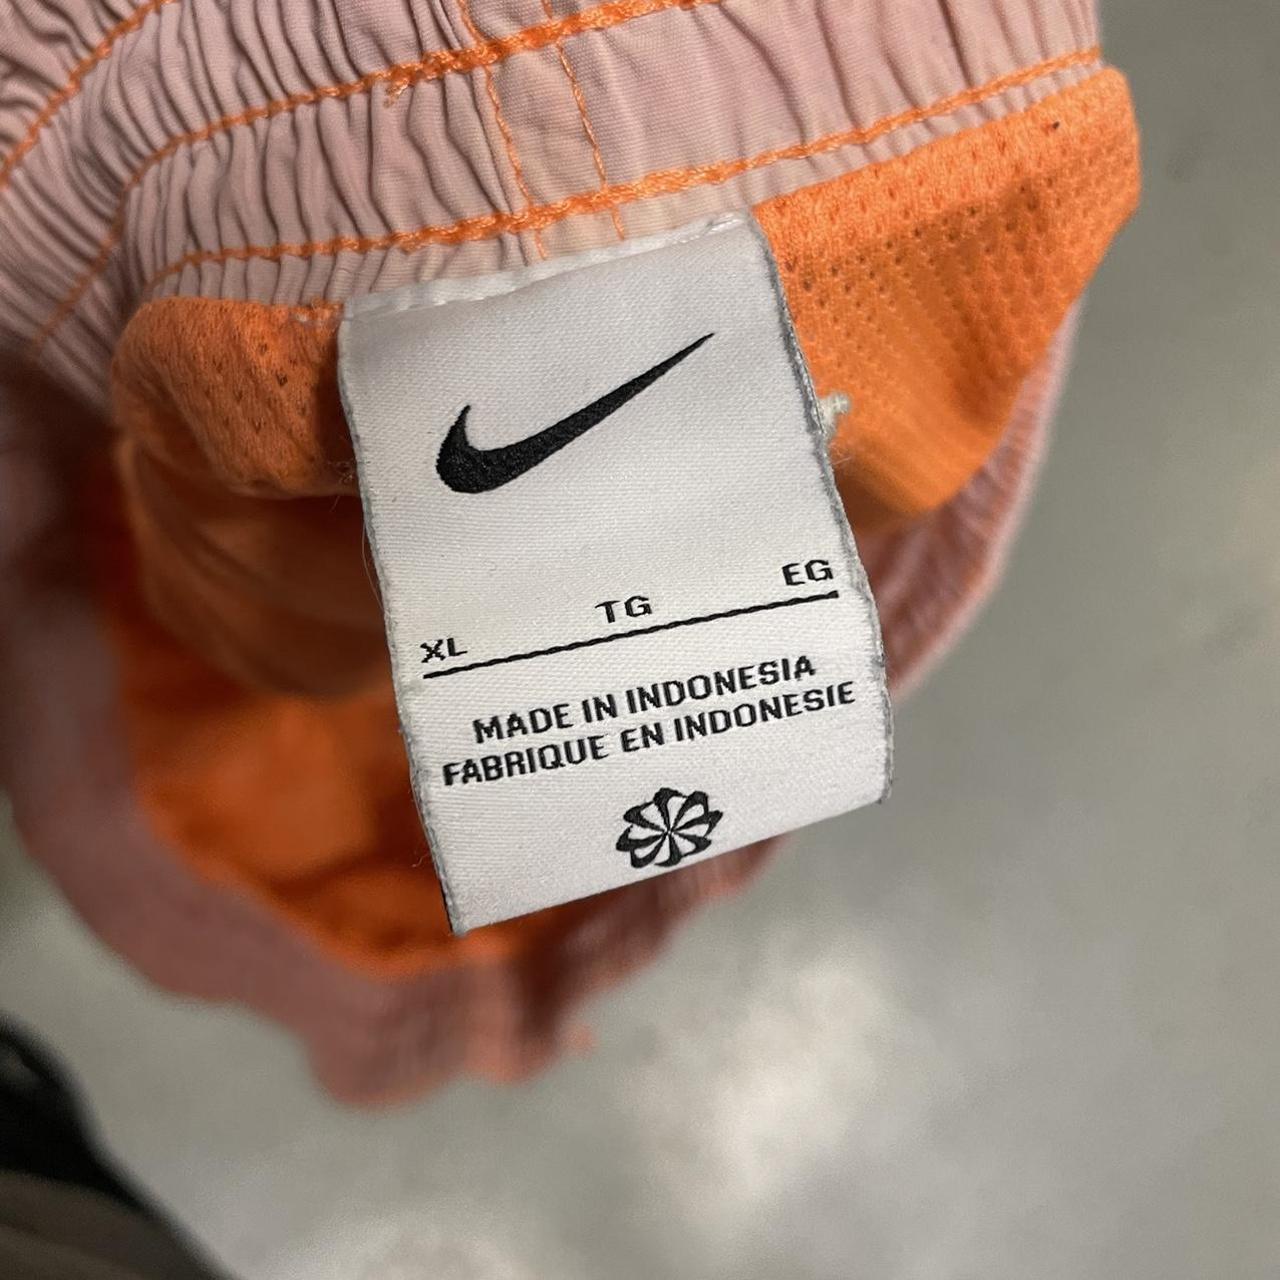 XL TG EG
MADE IN INDONESIA
FABRIQUE EN INDONESIE